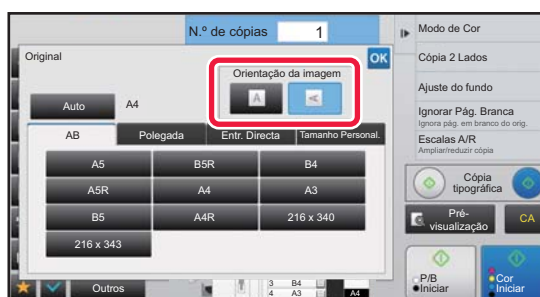 N.º de cópias 1
Original
OK
Orientação da imagem
A A
Auto A4
AB Polegada Entr. Directa Tamanho Personal.
A5 B5R B4
A5R A4 A3
B5 A4R 216 x 340
216 x 343
Outros
3 B4
4 A3 A4
Modo de Cor
Cópia 2 Lados
Ajuste do fundo
Ignorar Pág. Branca
Ignora pág. em branco do orig.
Escalas A/R
Ampliar/reduzir cópia
Cópia
tipográfica
Pré-
visualização
CA
P/B
Iniciar
Cor
Iniciar